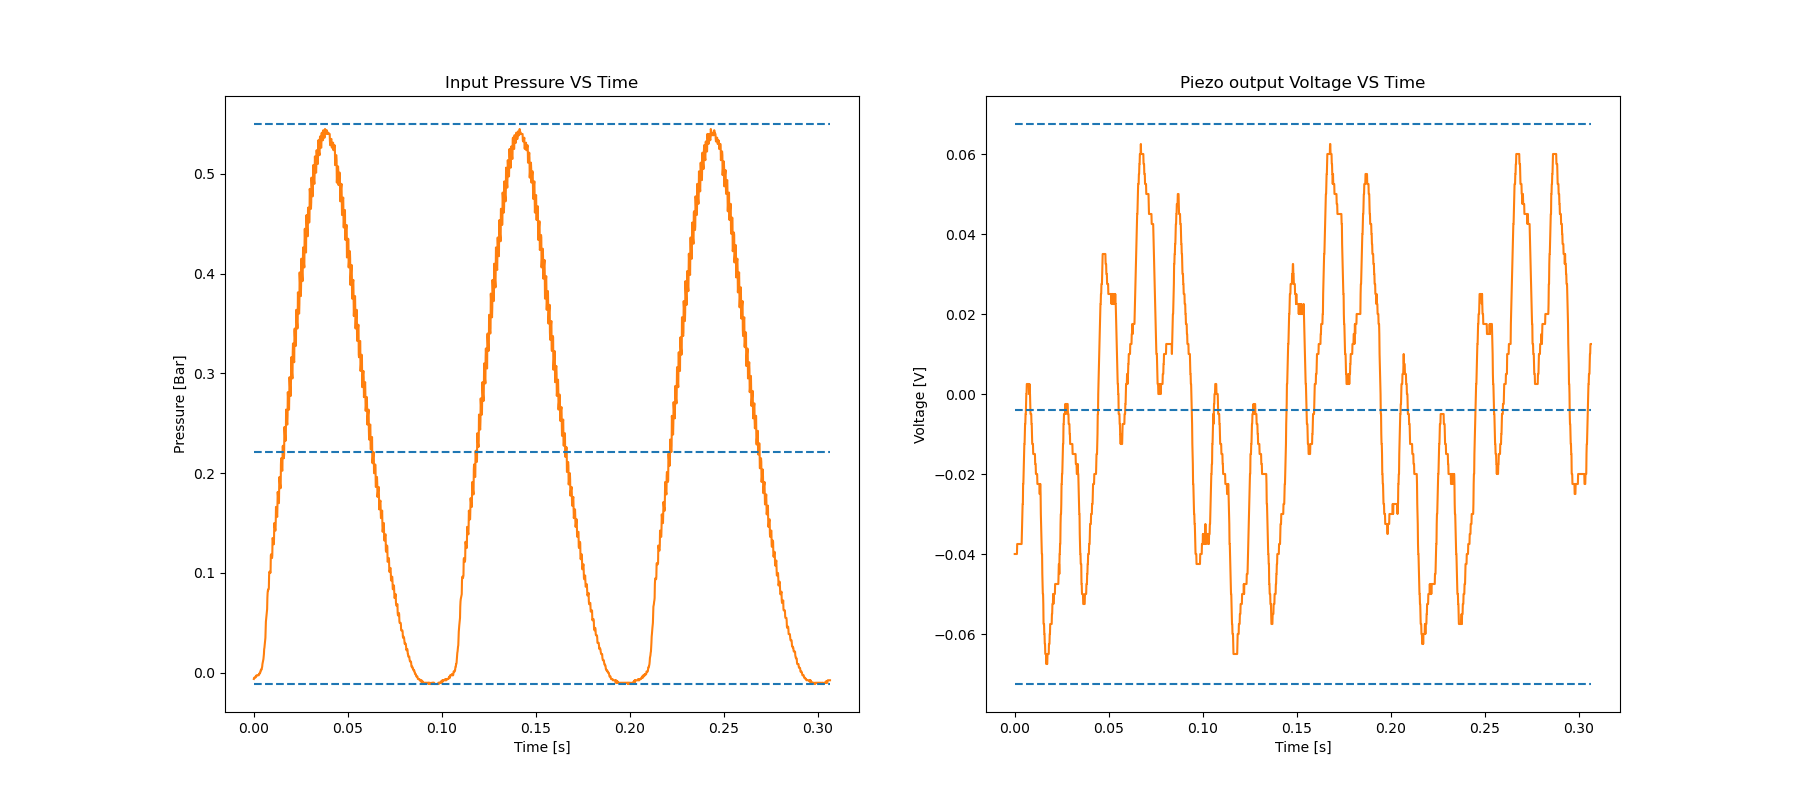 Input Pressure VS Time
Pressure [Bar]
0.5
0.4
0.3
0.2
0.1
0.0
0.00 0.05 0.10 0.15 0.20 0.25 0.30
Time [s]
Piezo output Voltage VS Time
Voltage [V]
0.06
0.04
0.02
0.00
−0.02
−0.04
−0.06
0.00 0.05 0.10 0.15 0.20 0.25 0.30
Time [s]